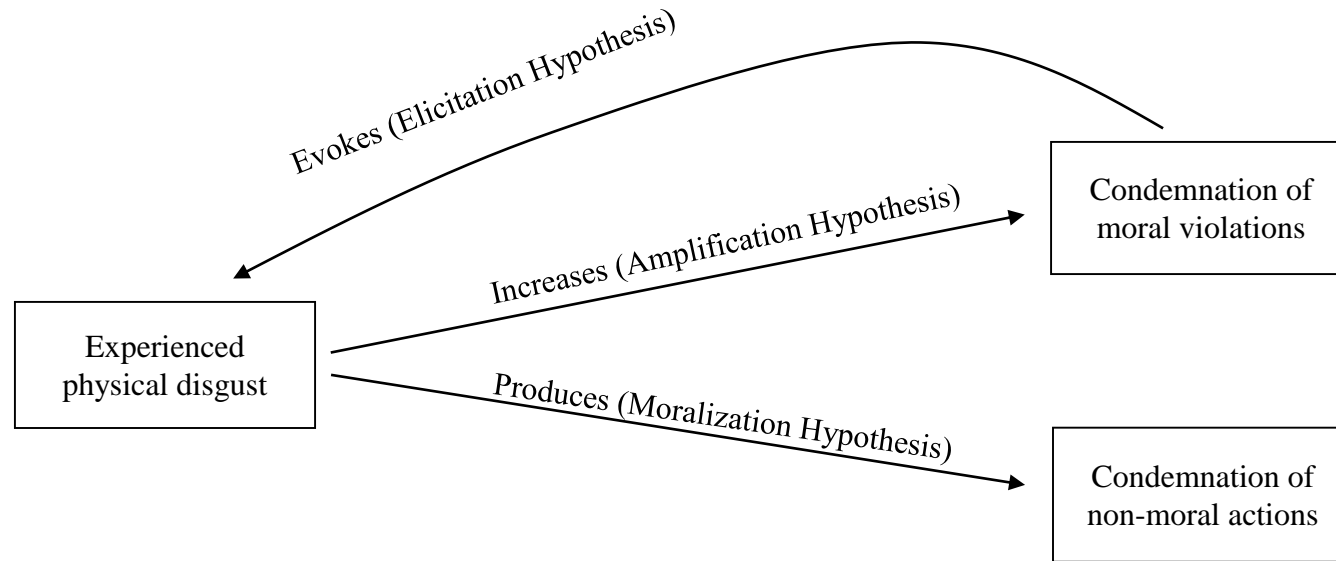 Evokes (Elicitation Hypothesis)
Condemnation of
moral violations
Increases (Amplification Hypothesis)
Experienced
physical disgust
Produces (Moralization Hypothesis)
Condemnation of
non-moral actions